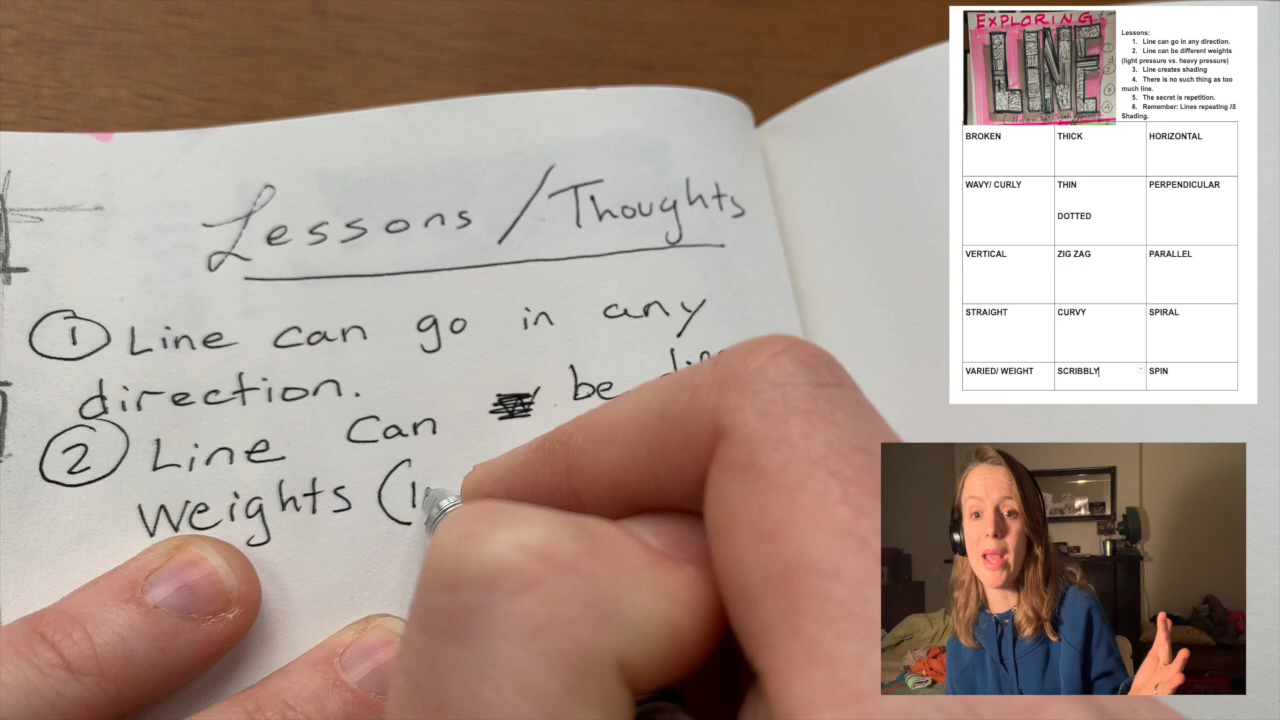 Lessons / Thoughts
① Line can go in any
direction.
② Line can be
Weights (
EXPLORING
LINE
Lessons:
1. Line can go in any direction.
2. Line can be different weights
(light pressure vs. heavy pressure)
3. Line creates shading
4. There is no such thing as too
much line.
5. The secret is repetition.
6. Remember: Lines repeating IS
Shading.
BROKEN THICK HORIZONTAL
WAVY/ CURLY THIN PERPENDICULAR
DOTTED
VERTICAL ZIG ZAG PARALLEL
STRAIGHT CURVY SPIRAL
VARIED/ WEIGHT SCRIBBLY SPIN